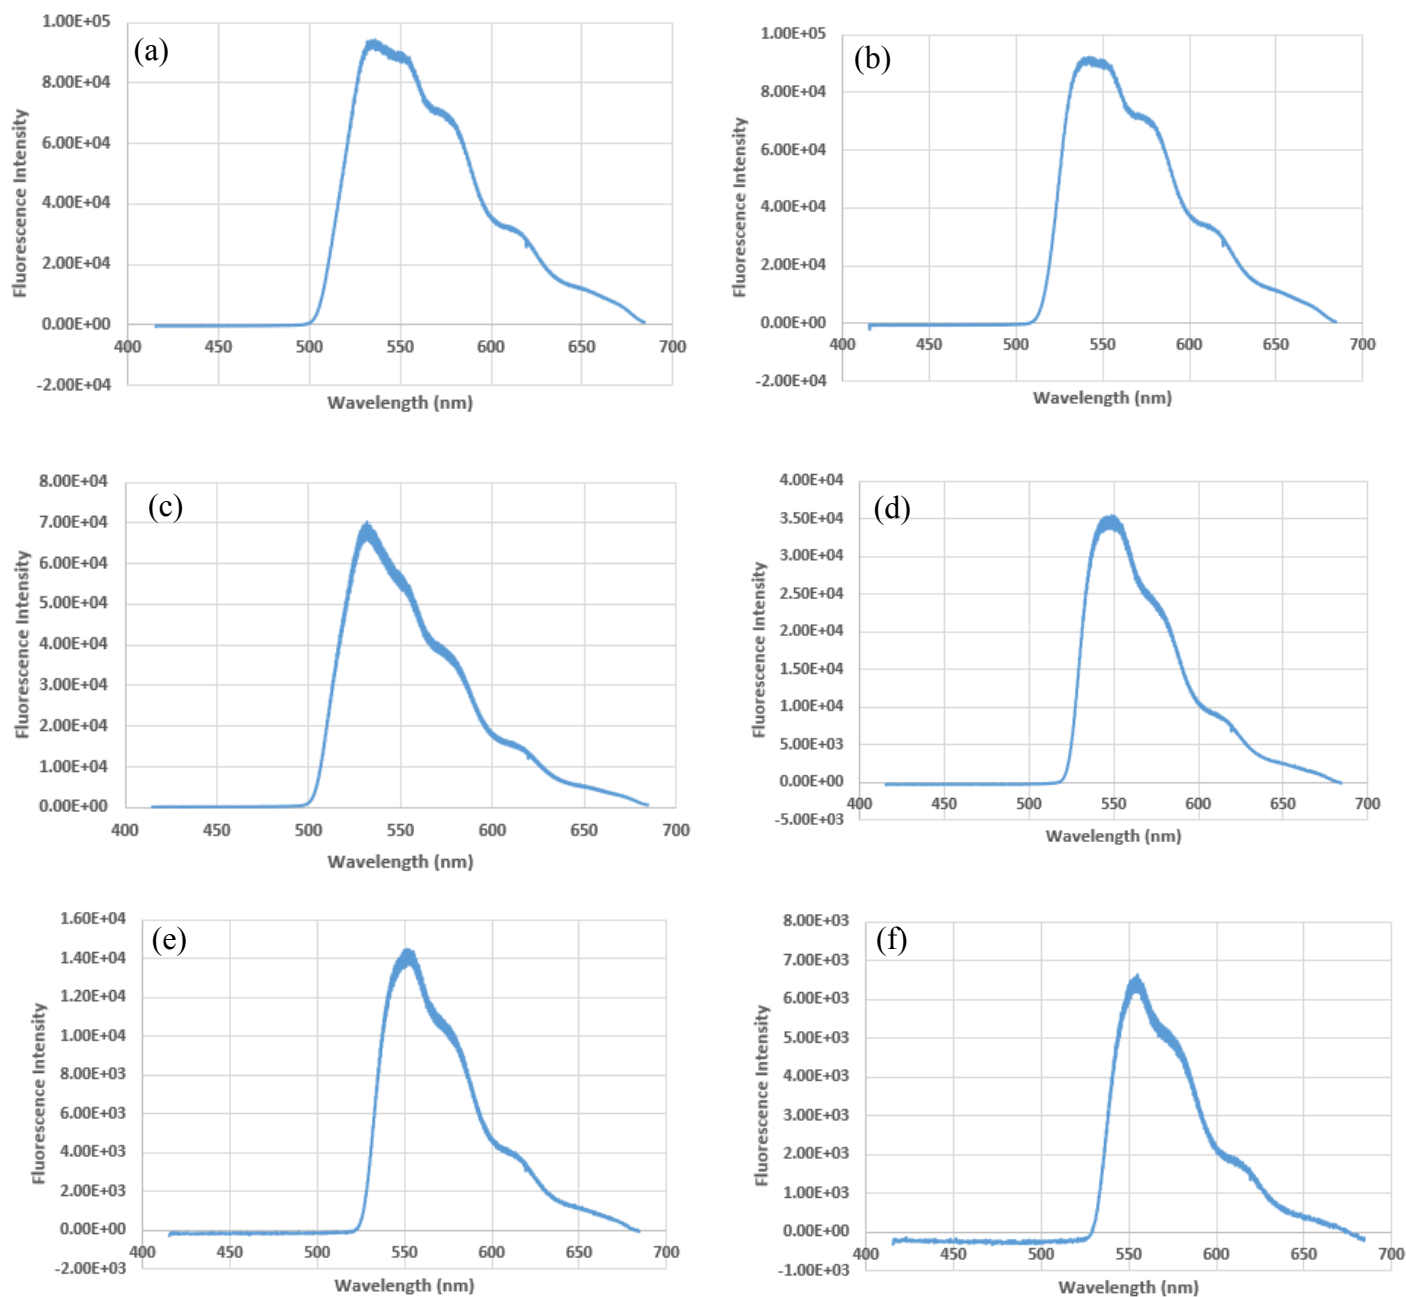 (a)
1.00E+05
8.00E+04
6.00E+04
4.00E+04
2.00E+04
0.00E+00
-2.00E+04
400 450 500 550 600 650 700
Fluorescence Intensity
Wavelength (nm)
(b)
1.00E+05
8.00E+04
6.00E+04
4.00E+04
2.00E+04
0.00E+00
-2.00E+04
400 450 500 550 600 650 700
Fluorescence Intensity
Wavelength (nm)
(c)
8.00E+04
7.00E+04
6.00E+04
5.00E+04
4.00E+04
3.00E+04
2.00E+04
1.00E+04
0.00E+00
400 450 500 550 600 650 700
Fluorescence Intensity
Wavelength (nm)
(d)
4.00E+04
3.50E+04
3.00E+04
2.50E+04
2.00E+04
1.50E+04
1.00E+04
5.00E+03
0.00E+00
-5.00E+03
400 450 500 550 600 650 700
Fluorescence Intensity
Wavelength (nm)
(e)
1.60E+04
1.40E+04
1.20E+04
1.00E+04
8.00E+03
6.00E+03
4.00E+03
2.00E+03
0.00E+00
-2.00E+03
400 450 500 550 600 650 700
Fluorescence Intensity
Wavelength (nm)
(f)
8.00E+03
7.00E+03
6.00E+03
5.00E+03
4.00E+03
3.00E+03
2.00E+03
1.00E+03
0.00E+00
-1.00E+03
400 450 500 550 600 650 700
Fluorescence Intensity
Wavelength (nm)